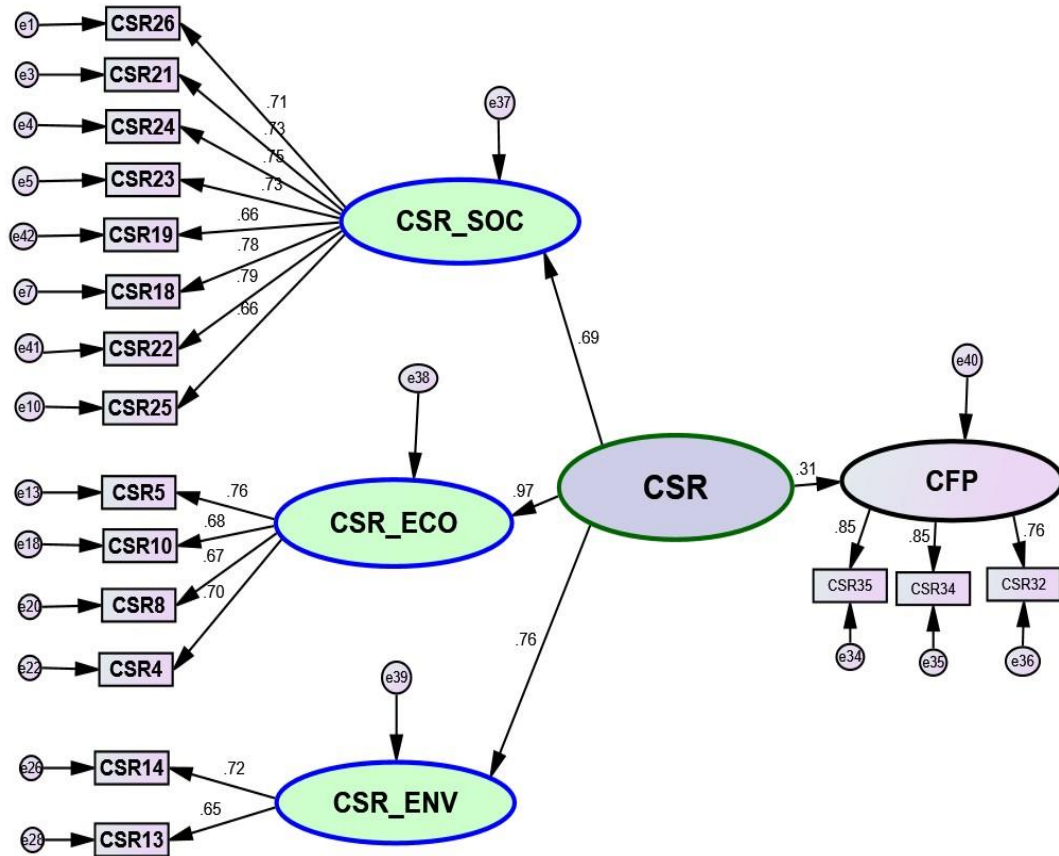 e1
CSR26
e3
CSR21
e4
CSR24
e5
CSR23
e42
CSR19
e7
CSR18
e41
CSR22
e10
CSR25
.71
.73
.75
.73
.66
.78
.79
.66
e37
CSR_SOC
.69
e38
e40
e13
CSR5
e18
CSR10
e20
CSR8
e22
CSR4
.76
.68
.67
.70
CSR_ECO
.97
CSR
.31
CFP
.85
.85
.76
CSR35
CSR34
CSR32
e34
e35
e36
.76
e39
e26
CSR14
e28
CSR13
.72
.65
CSR_ENV